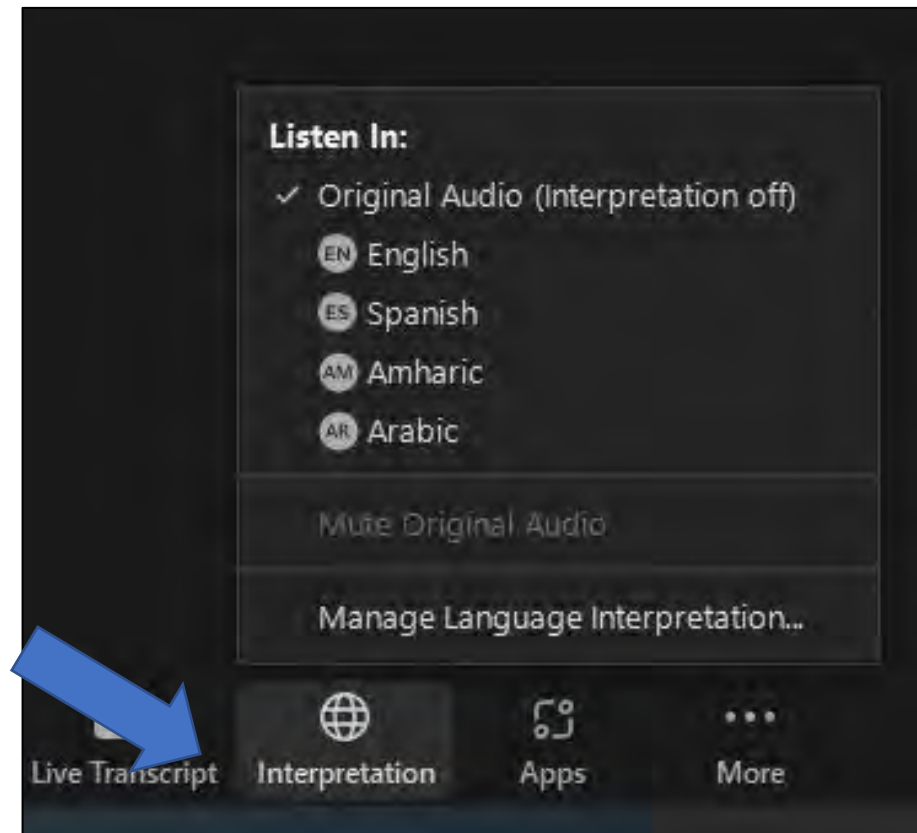 Listen In:
✓ Original Audio (Interpretation off)
EN English
ES Spanish
AM Amharic
AR Arabic
Mute Original Audio
Manage Language Interpretation...
Live Transcript Interpretation Apps More